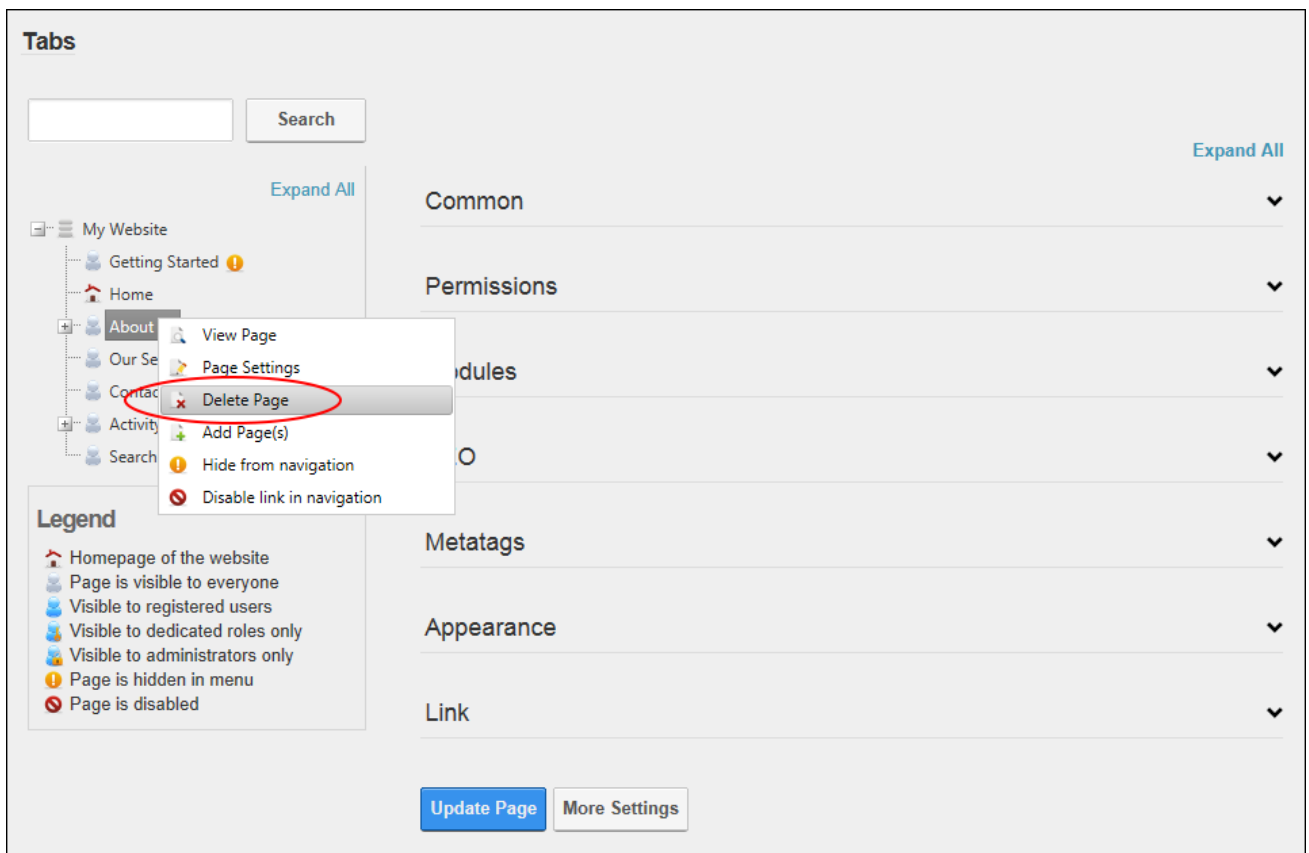 Tabs
Search
Expand All
Expand All
My Website
Getting Started
Home
About
Our Se
Contac
Activity
Search
View Page
Page Settings
Delete Page
Add Page(s)
Hide from navigation
Disable link in navigation
Legend
Homepage of the website
Page is visible to everyone
Visible to registered users
Visible to dedicated roles only
Visible to administrators only
Page is hidden in menu
Page is disabled
Common
Permissions
dules
O
Metatags
Appearance
Link
Update Page
More Settings